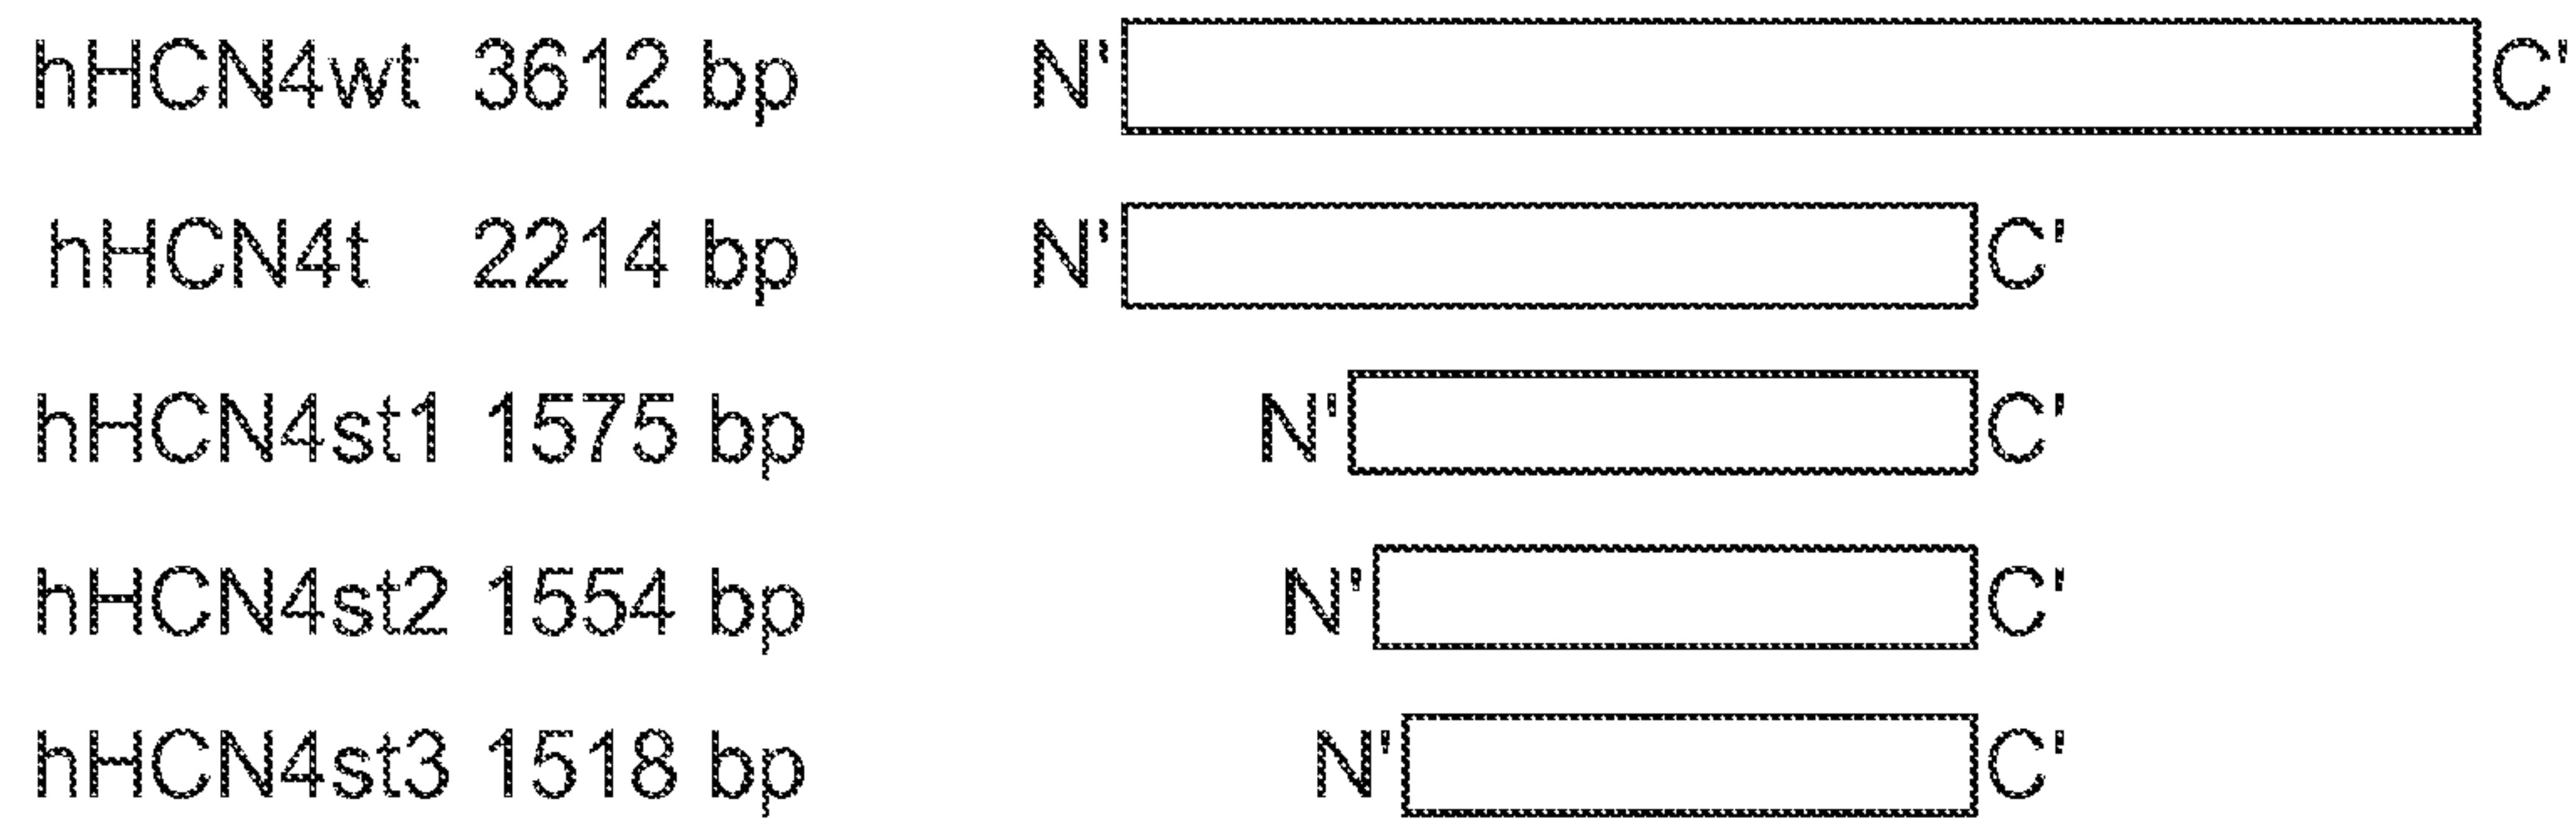 hHCN4wt 3612 bp N' C'
hHCN4t 2214 bp N' C'
hHCN4st1 1575 bp N' C'
hHCN4st2 1554 bp N' C'
hHCN4st3 1518 bp N' C'